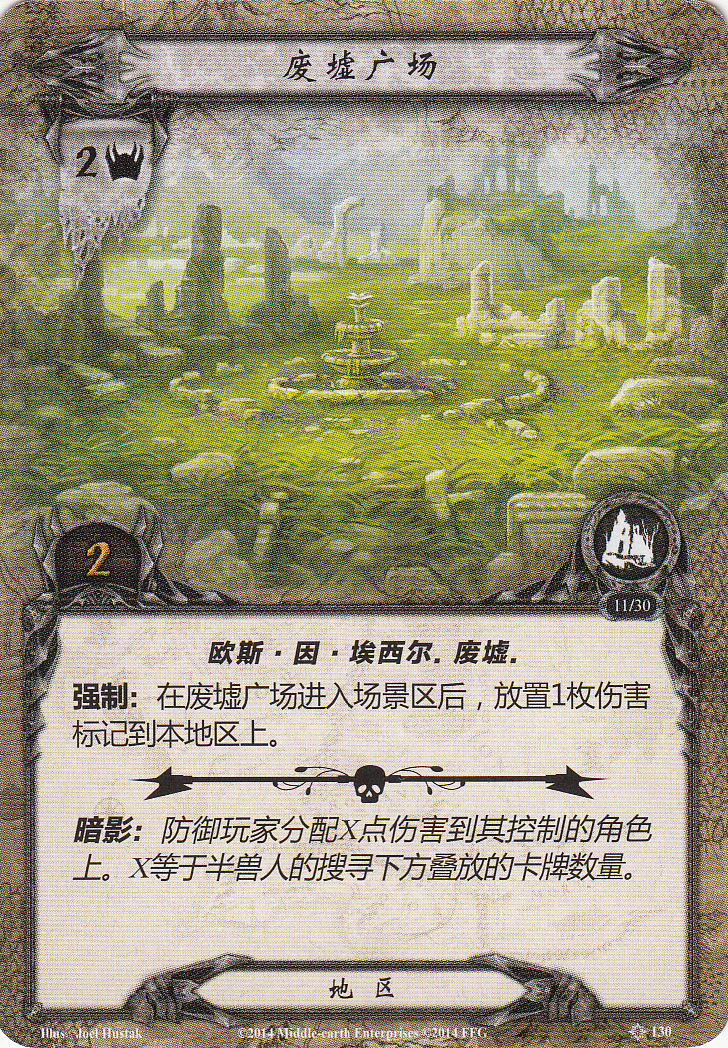 废墟广场
2
2
11/30
欧斯·因·埃西尔. 废墟.
强制：在废墟广场进入场景区后，放置1枚伤害
标记到本地区上。
暗影：防御玩家分配X点伤害到其控制的角色
上。X等于半兽人的搜寻下方叠放的卡牌数量。
地区
Illus. Joel Hustak
©2014 Middle-earth Enterprises ©2014 FFG
130